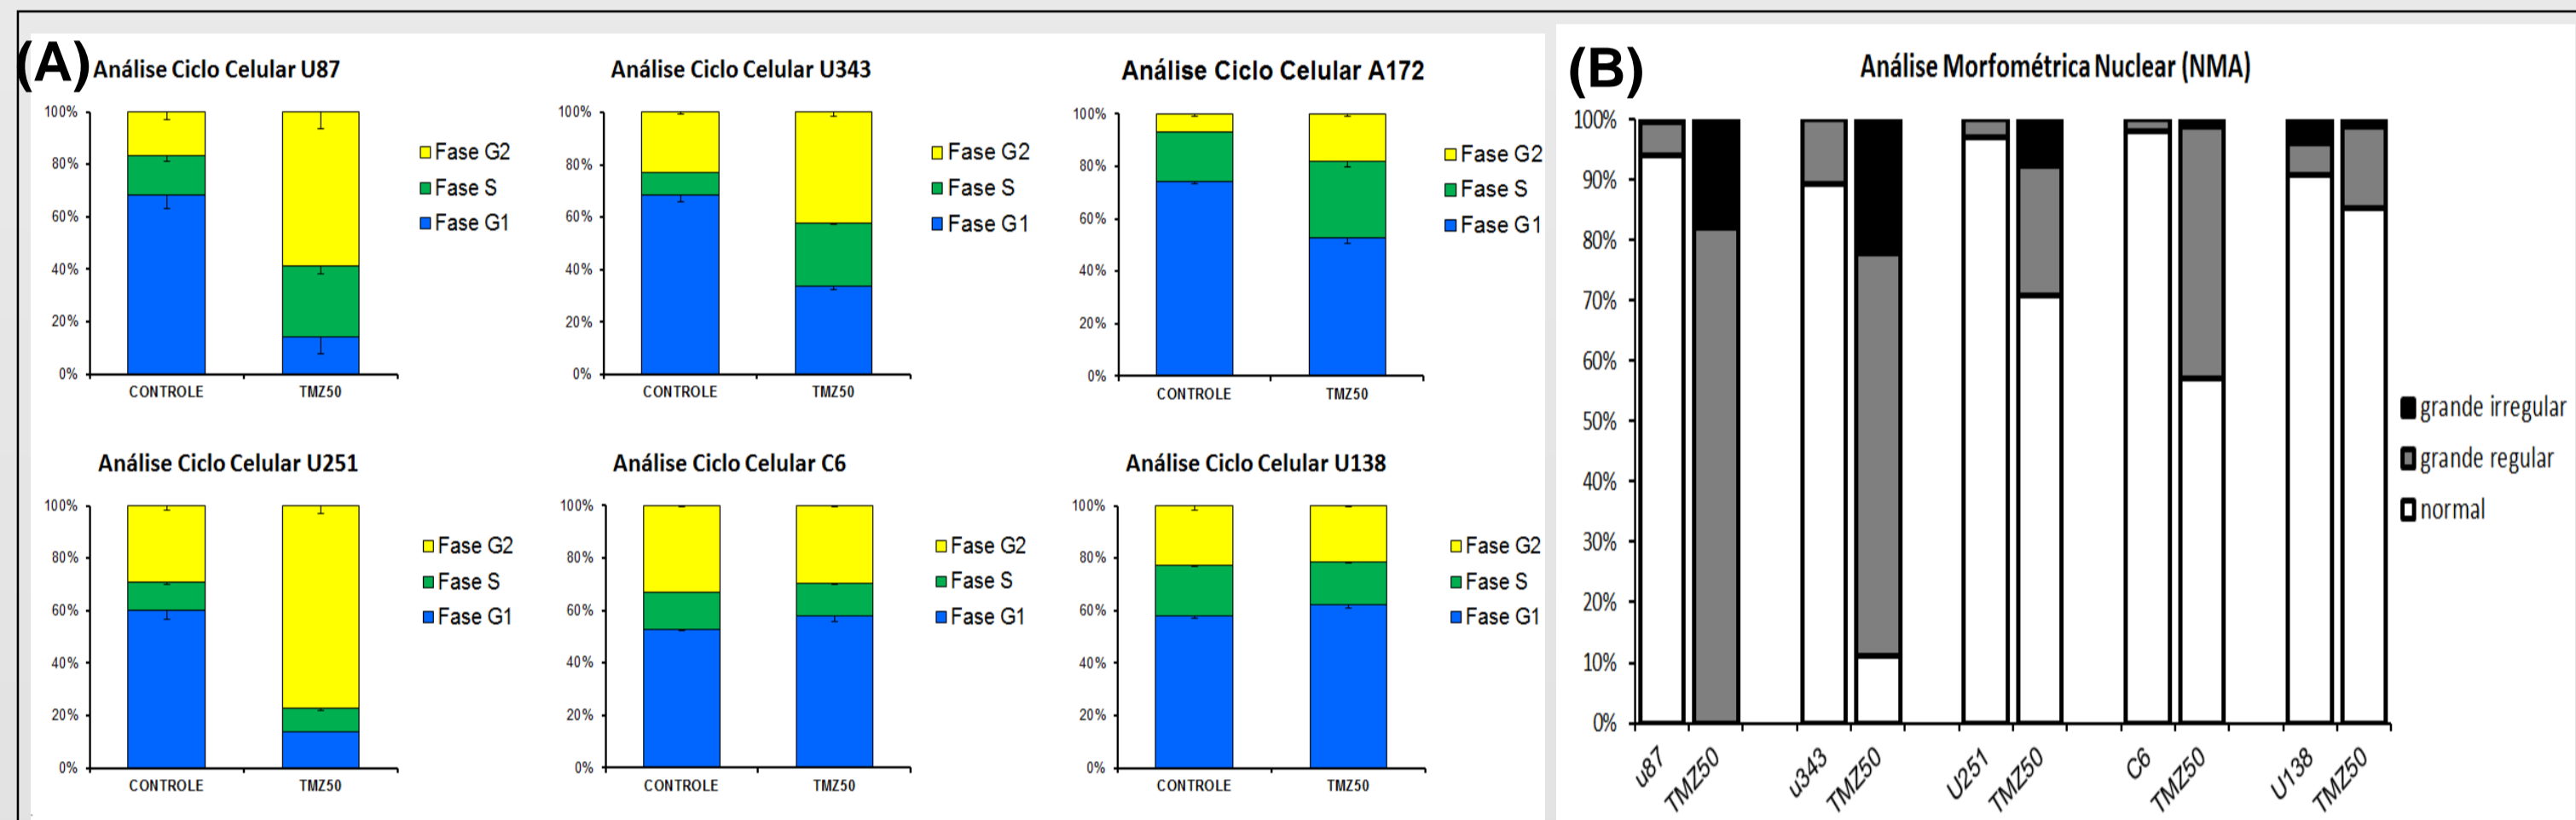 (A)
Análise Ciclo Celular U87
100%
80%
60%
40%
20%
0%
CONTROLE TMZ50
Fase G2
Fase S
Fase G1
Análise Ciclo Celular U343
100%
80%
60%
40%
20%
0%
CONTROLE TMZ50
Fase G2
Fase S
Fase G1
Análise Ciclo Celular A172
100%
80%
60%
40%
20%
0%
CONTROLE TMZ50
Fase G2
Fase S
Fase G1
Análise Ciclo Celular U251
100%
80%
60%
40%
20%
0%
CONTROLE TMZ50
Fase G2
Fase S
Fase G1
Análise Ciclo Celular C6
100%
80%
60%
40%
20%
0%
CONTROLE TMZ50
Fase G2
Fase S
Fase G1
Análise Ciclo Celular U138
100%
80%
60%
40%
20%
0%
CONTROLE TMZ50
Fase G2
Fase S
Fase G1
(B)
Análise Morfométrica Nuclear (NMA)
100%
90%
80%
70%
60%
50%
40%
30%
20%
10%
0%
u87 TMZ50 u343 TMZ50 U251 TMZ50 C6 TMZ50 U138 TMZ50
grande irregular
grande regular
normal